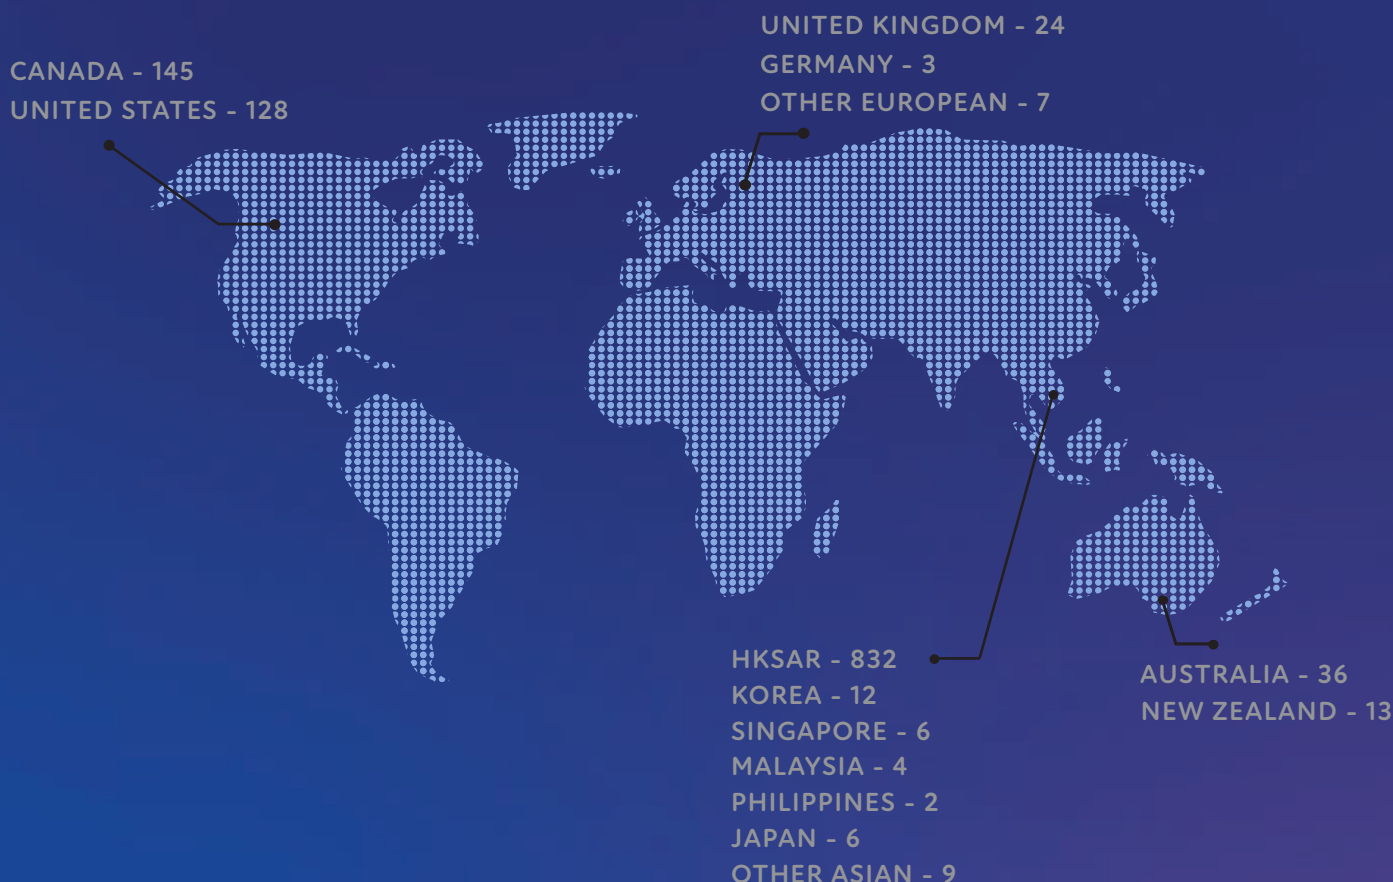 UNITED KINGDOM - 24
GERMANY - 3
OTHER EUROPEAN - 7
CANADA - 145
UNITED STATES - 128
HKSAR - 832
KOREA - 12
SINGAPORE - 6
MALAYSIA - 4
PHILIPPINES - 2
JAPAN - 6
OTHER ASIAN - 9
AUSTRALIA - 36
NEW ZEALAND - 13